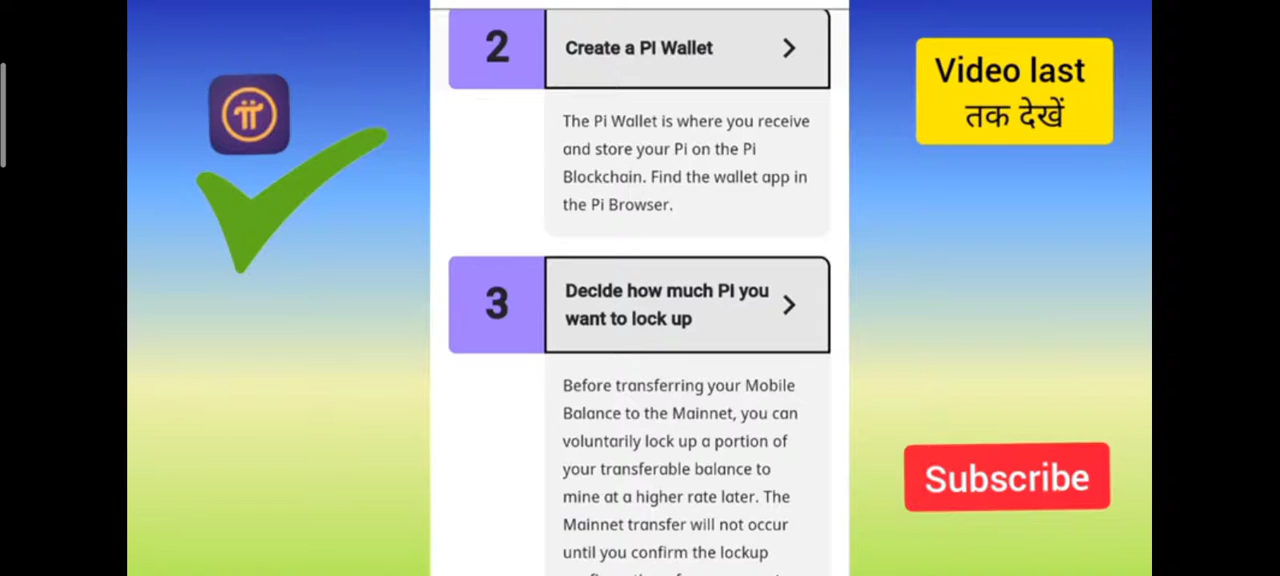 2
Create a Pi Wallet
The Pi Wallet is where you receive
and store your Pi on the Pi
Blockchain. Find the wallet app in
the Pi Browser.
3
Decide how much Pi you
want to lock up
Before transferring your Mobile
Balance to the Mainnet, you can
voluntarily lock up a portion of
your transferable balance to
mine at a higher rate later. The
Mainnet transfer will not occur
until you confirm the lockup
Video last
तक देखें
Subscribe